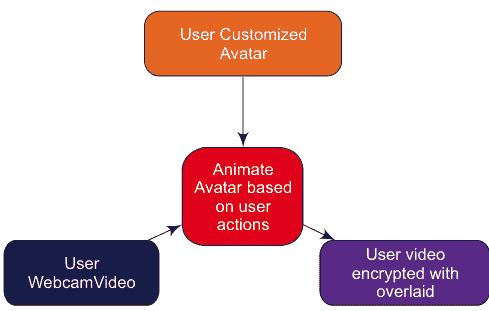 User Customized
Avatar
Animate
Avatar based
on user
actions
User
WebcamVideo
User video
encrypted with
overlaid